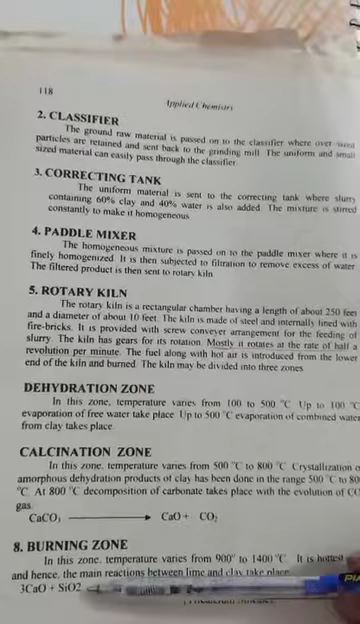 118
Applied Chemistry
2. CLASSIFIER
The ground raw material is passed on to the classifier where over sized
particles are retained and sent back to the grinding mill. The uniform and small
sized material can easily pass through the classifier.
3. CORRECTING TANK
The uniform material is sent to the correcting tank where slurry
containing 60% clay and 40% water is also added. The mixture is stirred
constantly to make it homogeneous
4. PADDLE MIXER
The homogeneous mixture is passed on to the paddle mixer where it is
finely homogenized. It is then subjected to filtration to remove excess of water
The filtered product is then sent to rotary kiln
5. ROTARY KILN
The rotary kiln is a rectangular chamber having a length of about 250 feet
and a diameter of about 10 feet. The kiln is made of steel and internally lined with
fire-bricks. It is provided with screw conveyer arrangement for the feeding of
slurry. The kiln has gears for its rotation. Mostly it rotates at the rate of half a
revolution per minute. The fuel along with hot air is introduced from the lower
end of the kiln and burned. The kiln may be divided into three zones
DEHYDRATION ZONE
In this zone, temperature varies from 100 to 500 °C. Up to 100 °C
evaporation of free water take place. Up to 500 °C evaporation of combined water
from clay takes place
CALCINATION ZONE
In this zone, temperature varies from 500 °C to 800 °C. Crystallization o
amorphous dehydration products of clay has been done in the range 500 °C to 80
°C. At 800 °C decomposition of carbonate takes place with the evolution of CO
gas.
CaCO₃ → CaO + CO₂
8. BURNING ZONE
In this zone, temperature varies from 900° to 1400 °C. It is hottest
and hence, the main reactions between lime and clay take place
3CaO + SiO2